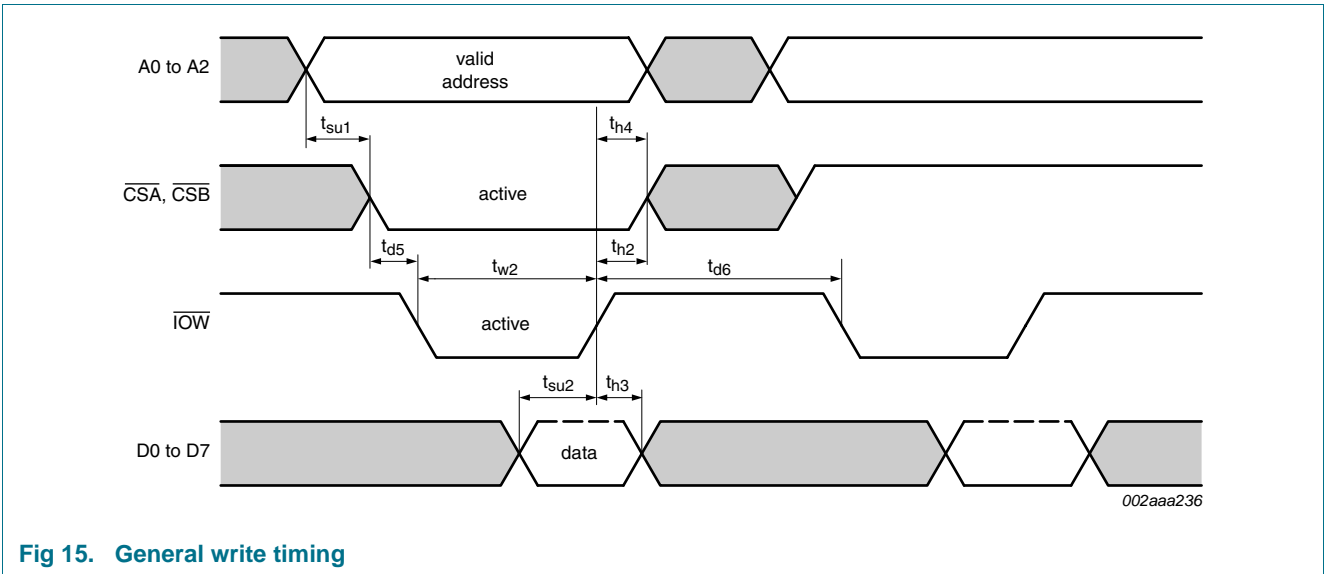 A0 to A2
valid
address
tsu1
th4
CSA, CSB
active
td5
th2
tw2
td6
IOW
active
tsu2
th3
D0 to D7
data
002aaa236
Fig 15. General write timing